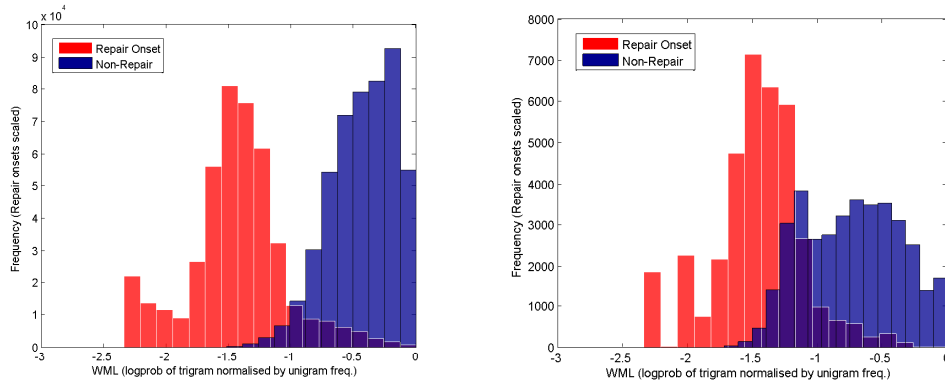 x 10^4
10
9
8
7
6
5
4
3
2
1
0
Frequency (Repair onsets scaled)
Repair Onset
Non-Repair
-3 -2.5 -2 -1.5 -1 -0.5 0
WML (logprob of trigram normalised by unigram freq.)
8000
7000
6000
5000
4000
3000
2000
1000
0
Frequency (Repair onsets scaled)
Repair Onset
Non-Repair
-3 -2.5 -2 -1.5 -1 -0.5 0
WML (logprob of trigram normalised by unigram freq.)